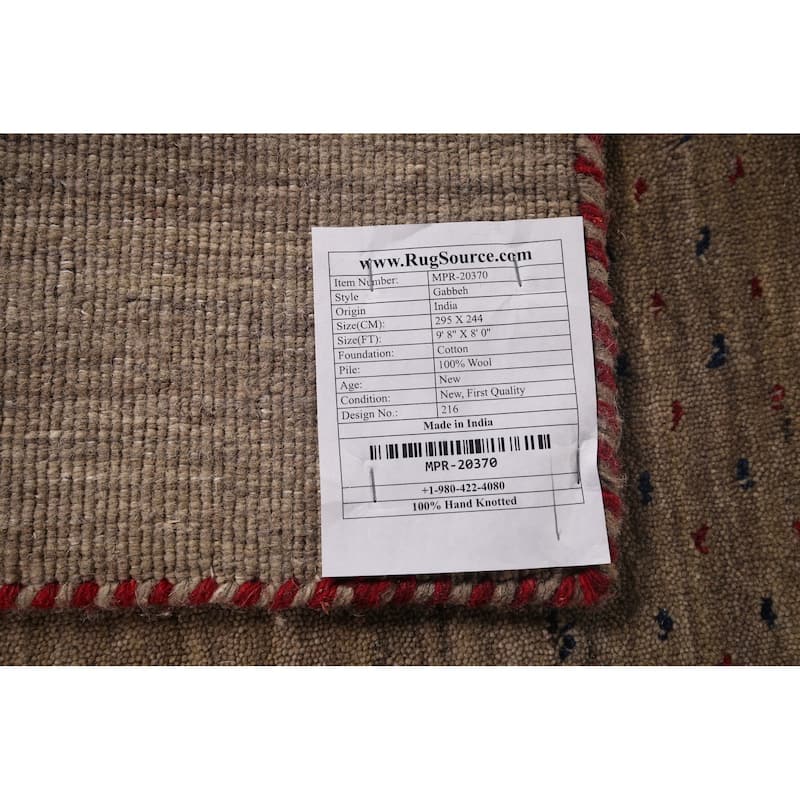 www.RugSource.com
Item Number: MPR-20370
Style Gabbeh
Origin India
Size(CM): 295 X 244
Size(FT): 9' 8" X 8' 0"
Foundation: Cotton
Pile: 100% Wool
Age: New
Condition: New, First Quality
Design No.: 216
Made in India
MPR-20370
+1-980-422-4080
100% Hand Knotted